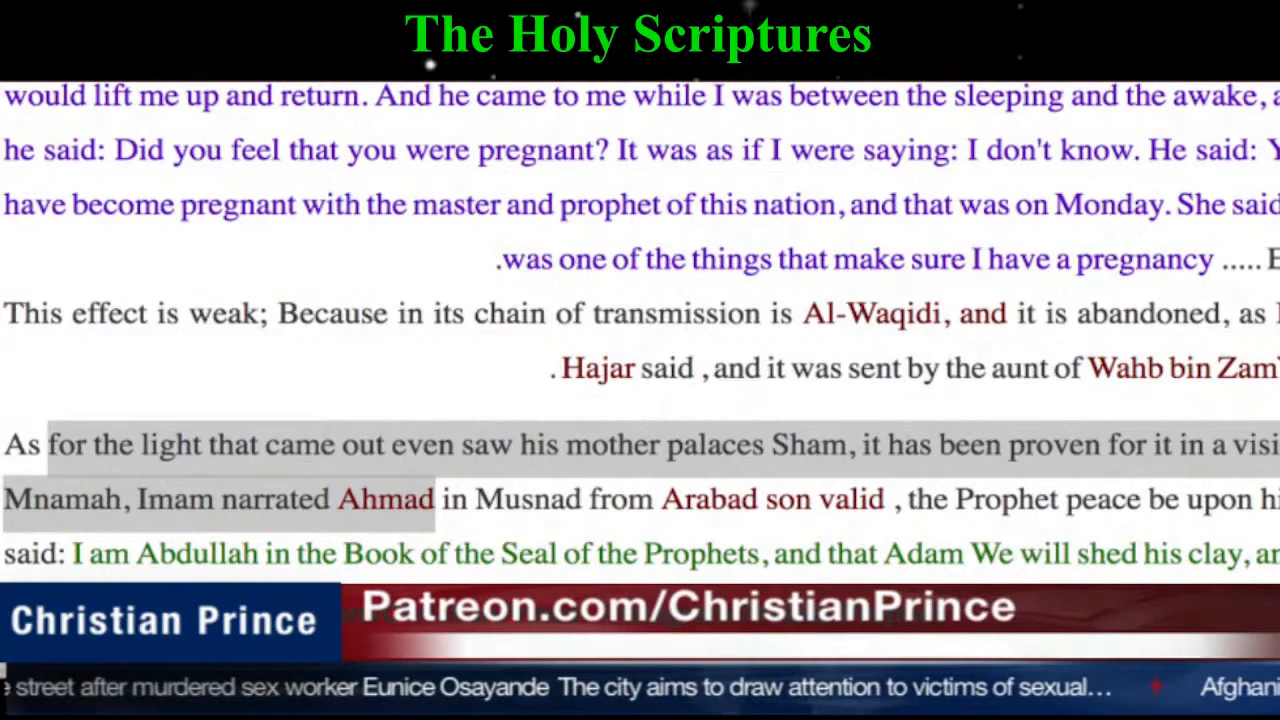 The Holy Scriptures
would lift me up and return. And he came to me while I was between the sleeping and the awake,
he said: Did you feel that you were pregnant? It was as if I were saying: I don't know. He said:
have become pregnant with the master and prophet of this nation, and that was on Monday. She said
.was one of the things that make sure I have a pregnancy .....
This effect is weak; Because in its chain of transmission is Al-Waqidi, and it is abandoned, as
. Hajar said , and it was sent by the aunt of Wahb bin Zam'
As for the light that came out even saw his mother palaces Sham, it has been proven for it in a visi
Mnamah, Imam narrated Ahmad in Musnad from Arabad son valid , the Prophet peace be upon hi
said: I am Abdullah in the Book of the Seal of the Prophets, and that Adam We will shed his clay,
Christian Prince
Patreon.com/ChristianPrince
street after murdered sex worker Eunice Osayande The city aims to draw attention to victims of sexual... Afghani